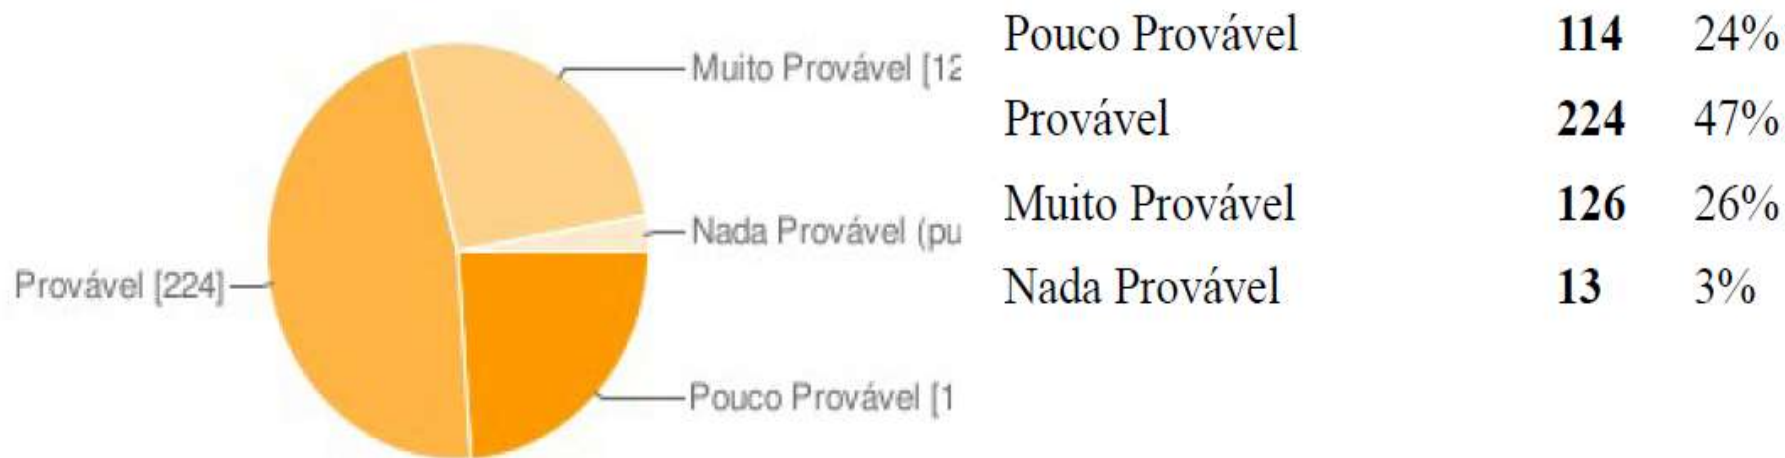 Muito Provável [12
Nada Provável (pu
Provável [224]
Pouco Provável [1
Pouco Provável 114 24%
Provável 224 47%
Muito Provável 126 26%
Nada Provável 13 3%